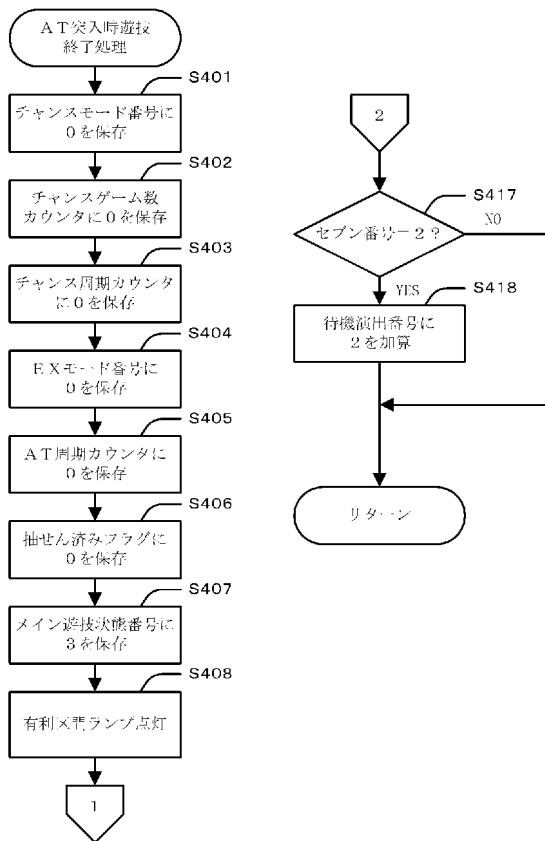 ＡＴ突入時遊技
終了処理
S401
チャンスモード番号に
０を保存
S402
チャンスゲーム数
カウンタに０を保存
S403
チャンス周期カウンタ
に０を保存
S404
ＥＸモード番号に
０を保存
S405
ＡＴ周期カウンタに
０を保存
S406
抽せん済みフラグに
０を保存
S407
メイン遊技状態番号に
３を保存
S408
有利区間ランプ点灯
1
2
S417
セブン番号＝２？
NO
YES
S418
待機演出番号に
２を加算
リターン